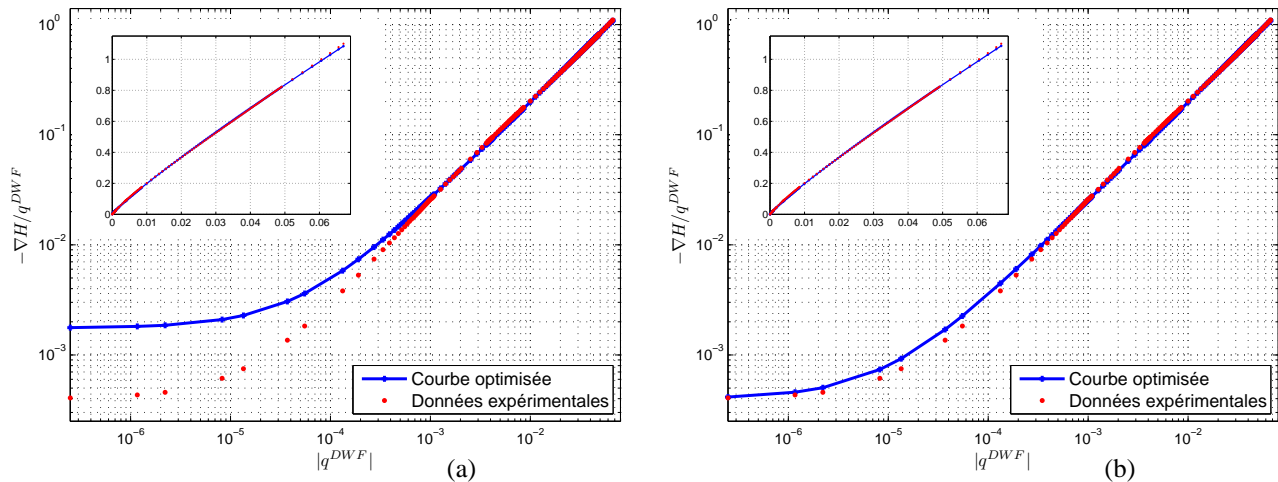 10^0
10^-1
10^-2
10^-3
−∇H/q^DWF
1
0.8
0.6
0.4
0.2
0
0 0.01 0.02 0.03 0.04 0.05 0.06
Courbe optimisée
Données expérimentales
10^-6 10^-5 10^-4 10^-3 10^-2
|q^DWF|
(a)
10^0
10^-1
10^-2
10^-3
−∇H/q^DWF
1
0.8
0.6
0.4
0.2
0
0 0.01 0.02 0.03 0.04 0.05 0.06
Courbe optimisée
Données expérimentales
10^-6 10^-5 10^-4 10^-3 10^-2
|q^DWF|
(b)